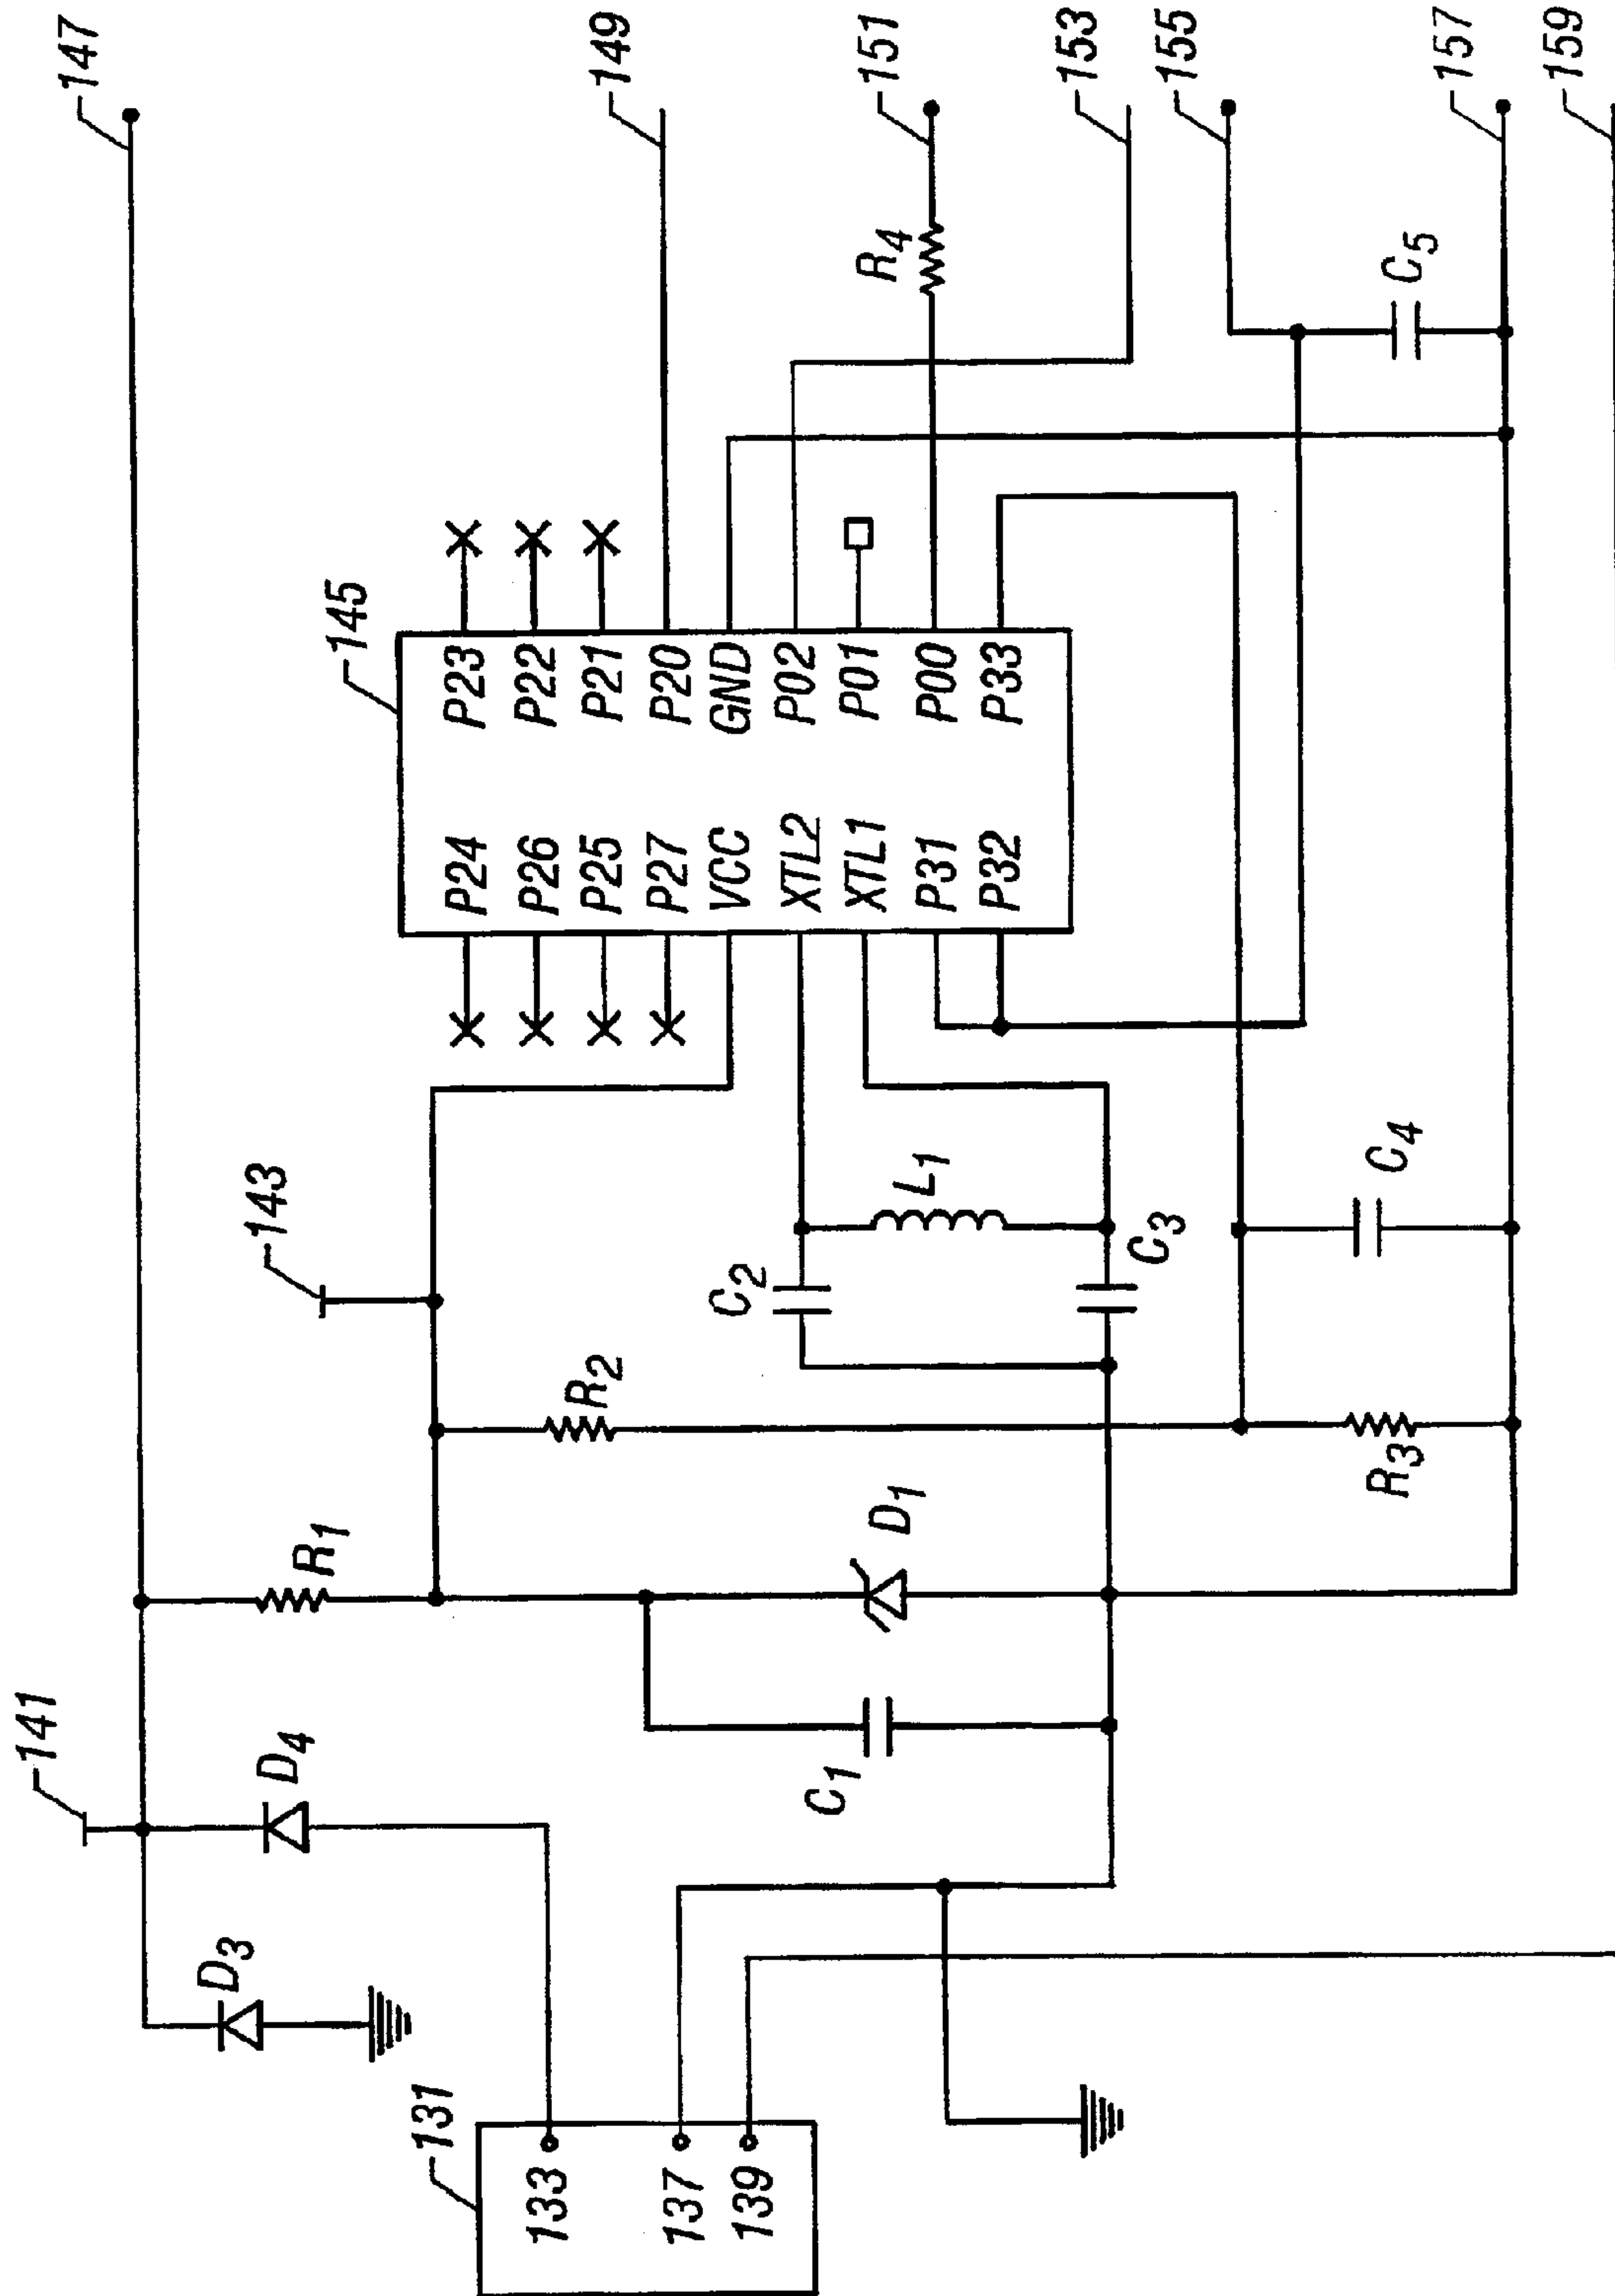 147
141
D3
D4
R1
143
145
149
131
133
137
139
P24
P26
P25
P27
VCC
XTL2
XTL1
P31
P32
P23
P22
P21
P20
GND
P02
P01
P00
P33
R4
151
153
155
C1
D1
R2
C2
L1
C3
R3
C4
C5
157
159